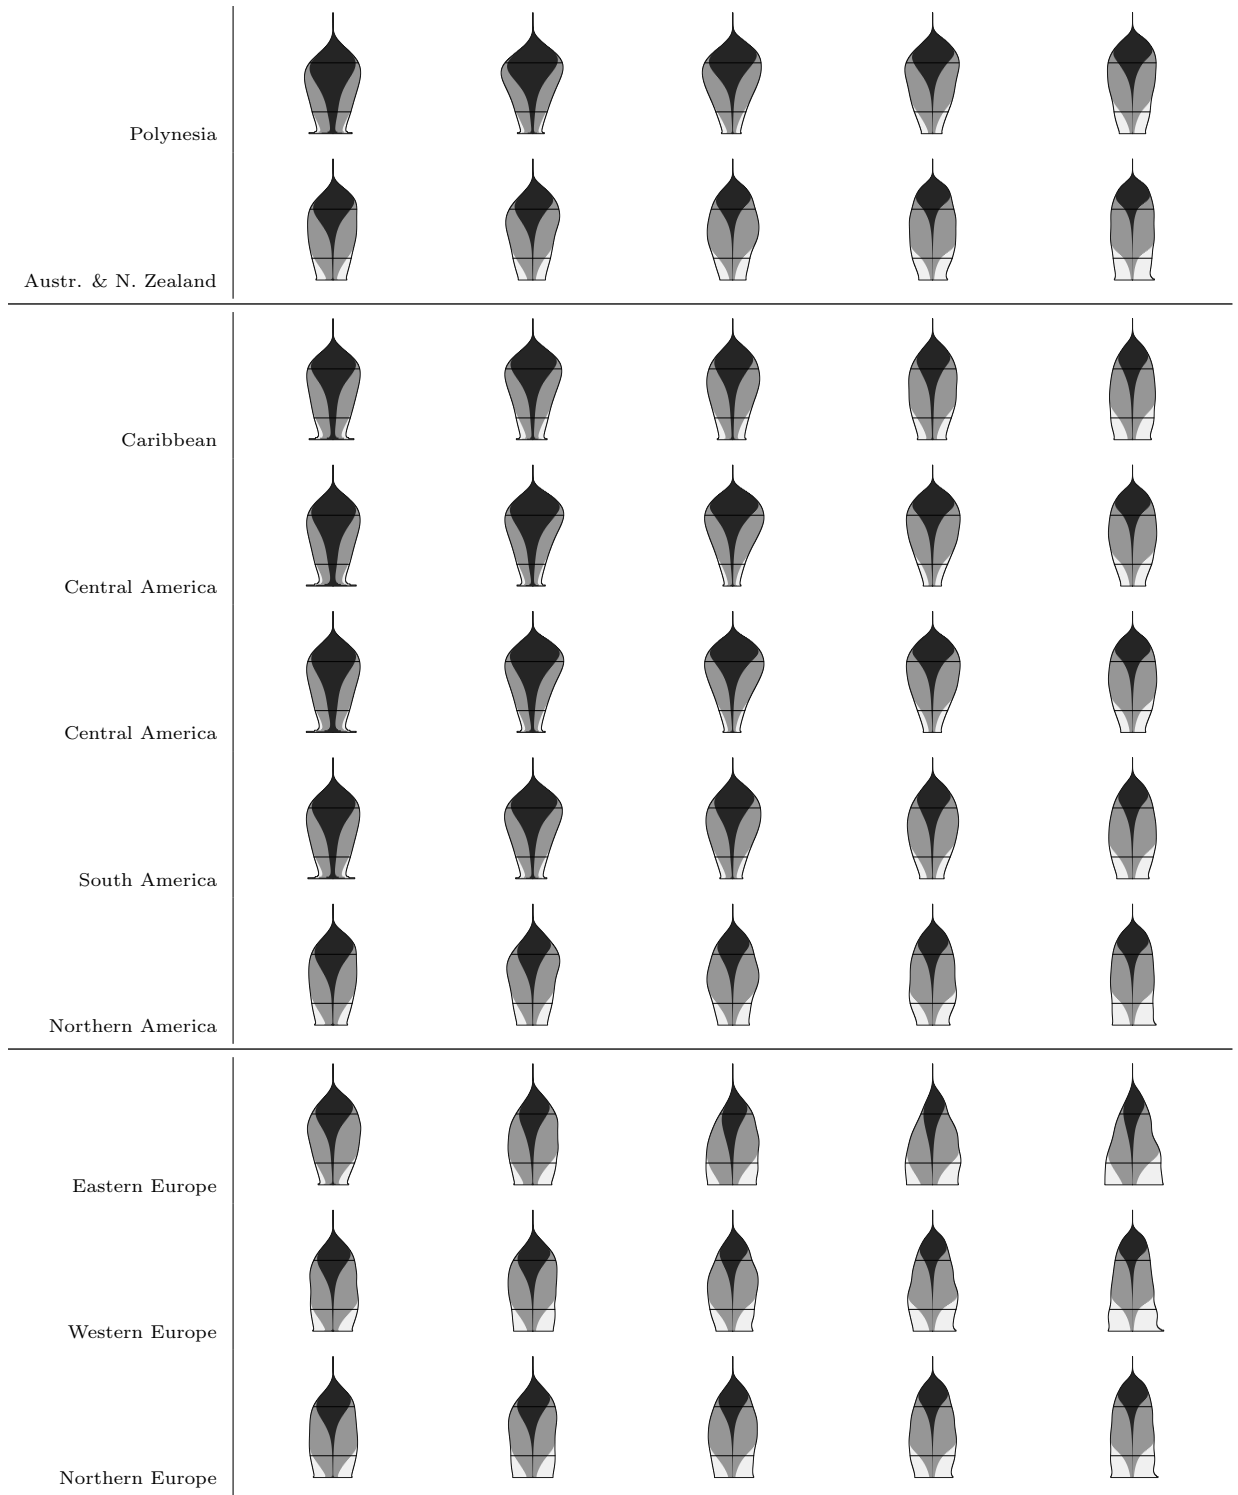 Polynesia
Austr. & N. Zealand
Caribbean
Central America
Central America
South America
Northern America
Eastern Europe
Western Europe
Northern Europe